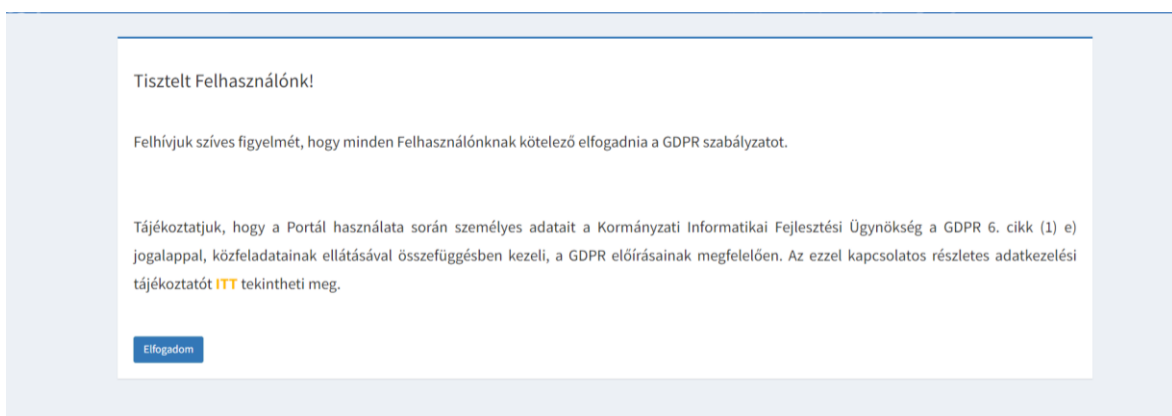 Tisztelt Felhasználónk!
Felhívjuk szíves figyelmét, hogy minden Felhasználónknak kötelező elfogadnia a GDPR szabályzatot.
Tájékoztatjuk, hogy a Portál használata során személyes adatait a Kormányzati Informatikai Fejlesztési Ügynökség a GDPR 6. cikk (1) e)
jogalappal, közfeladatainak ellátásával összefüggésben kezeli, a GDPR előírásainak megfelelően. Az ezzel kapcsolatos részletes adatkezelési
tájékoztatót ITT tekintheti meg.
Elfogadom